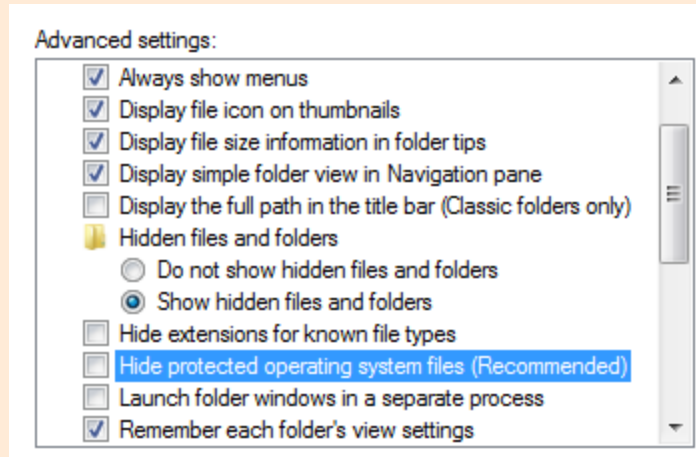 Advanced settings:
Always show menus
Display file icon on thumbnails
Display file size information in folder tips
Display simple folder view in Navigation pane
Display the full path in the title bar (Classic folders only)
Hidden files and folders
Do not show hidden files and folders
Show hidden files and folders
Hide extensions for known file types
Hide protected operating system files (Recommended)
Launch folder windows in a separate process
Remember each folder's view settings